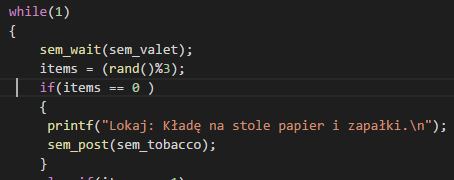 while(1)
{
sem_wait(sem_valet);
items = (rand()%3);
if(items == 0 )
{
printf("Lokaj: Kładę na stole papier i zapałki.\n");
sem_post(sem_tobacco);
}